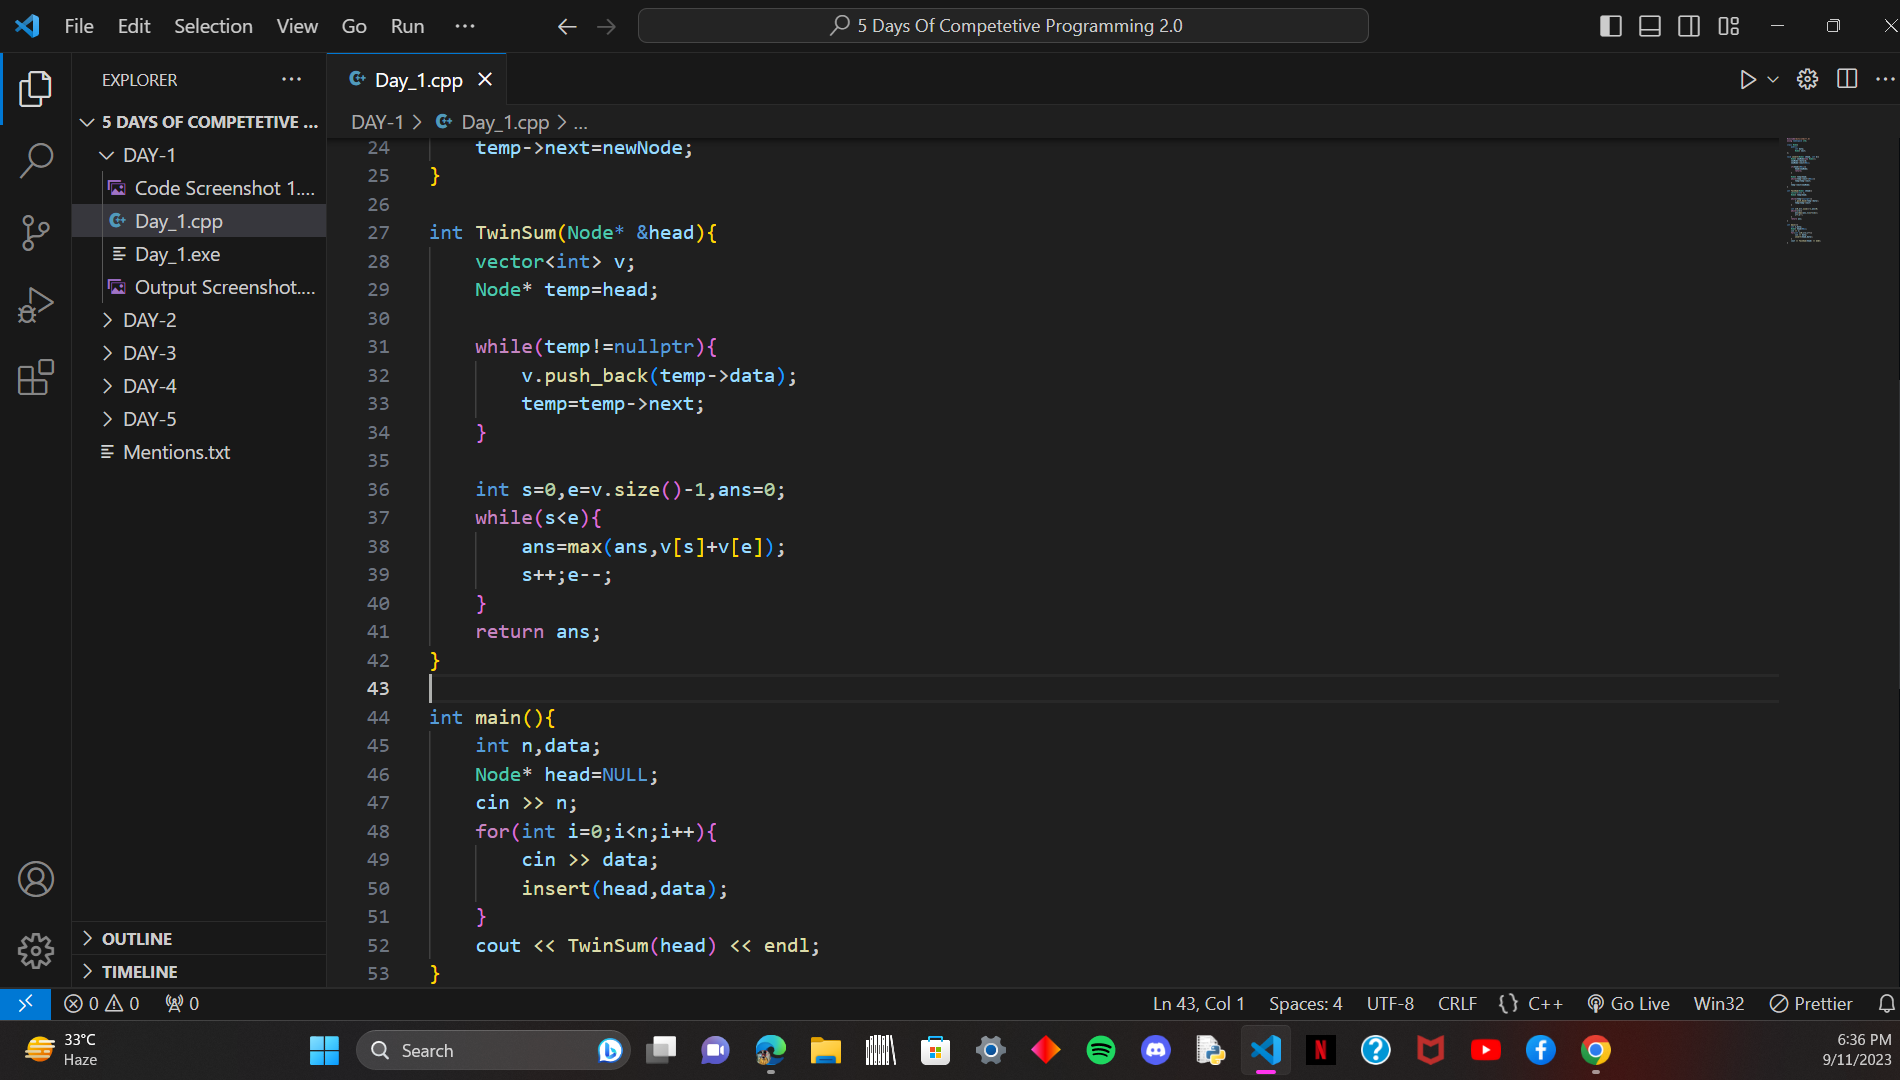 File Edit Selection View Go Run ···
5 Days Of Competetive Programming 2.0
EXPLORER
Day_1.cpp
5 DAYS OF COMPETETIVE ...
DAY-1
Code Screenshot 1....
Day_1.cpp
Day_1.exe
Output Screenshot....
DAY-2
DAY-3
DAY-4
DAY-5
Mentions.txt
OUTLINE
TIMELINE
DAY-1 > Day_1.cpp > ...
24 temp->next=newNode;
25 }
26
27 int TwinSum(Node* &head){
28 vector<int> v;
29 Node* temp=head;
30
31 while(temp!=nullptr){
32 v.push_back(temp->data);
33 temp=temp->next;
34 }
35
36 int s=0,e=v.size()-1,ans=0;
37 while(s<e){
38 ans=max(ans,v[s]+v[e]);
39 s++;e--;
40 }
41 return ans;
42 }
43
44 int main(){
45 int n,data;
46 Node* head=NULL;
47 cin >> n;
48 for(int i=0;i<n;i++){
49 cin >> data;
50 insert(head,data);
51 }
52 cout << TwinSum(head) << endl;
53 }
0 0 0 Ln 43, Col 1 Spaces: 4 UTF-8 CRLF {} C++ Go Live Win32 Prettier
33°C
Haze
Search
6:36 PM
9/11/2023